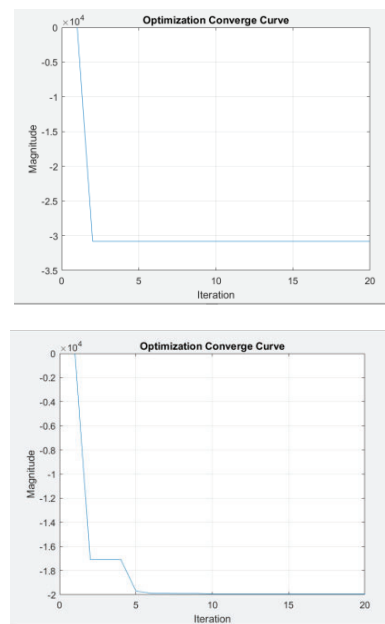 Optimization Converge Curve
×10⁴
0
-0.5
-1
-1.5
-2
-2.5
-3
-3.5
Magnitude
0 5 10 15 20
Iteration
Optimization Converge Curve
×10⁴
0
-0.2
-0.4
-0.6
-0.8
-1
-1.2
-1.4
-1.6
-1.8
-2
Magnitude
0 5 10 15 20
Iteration